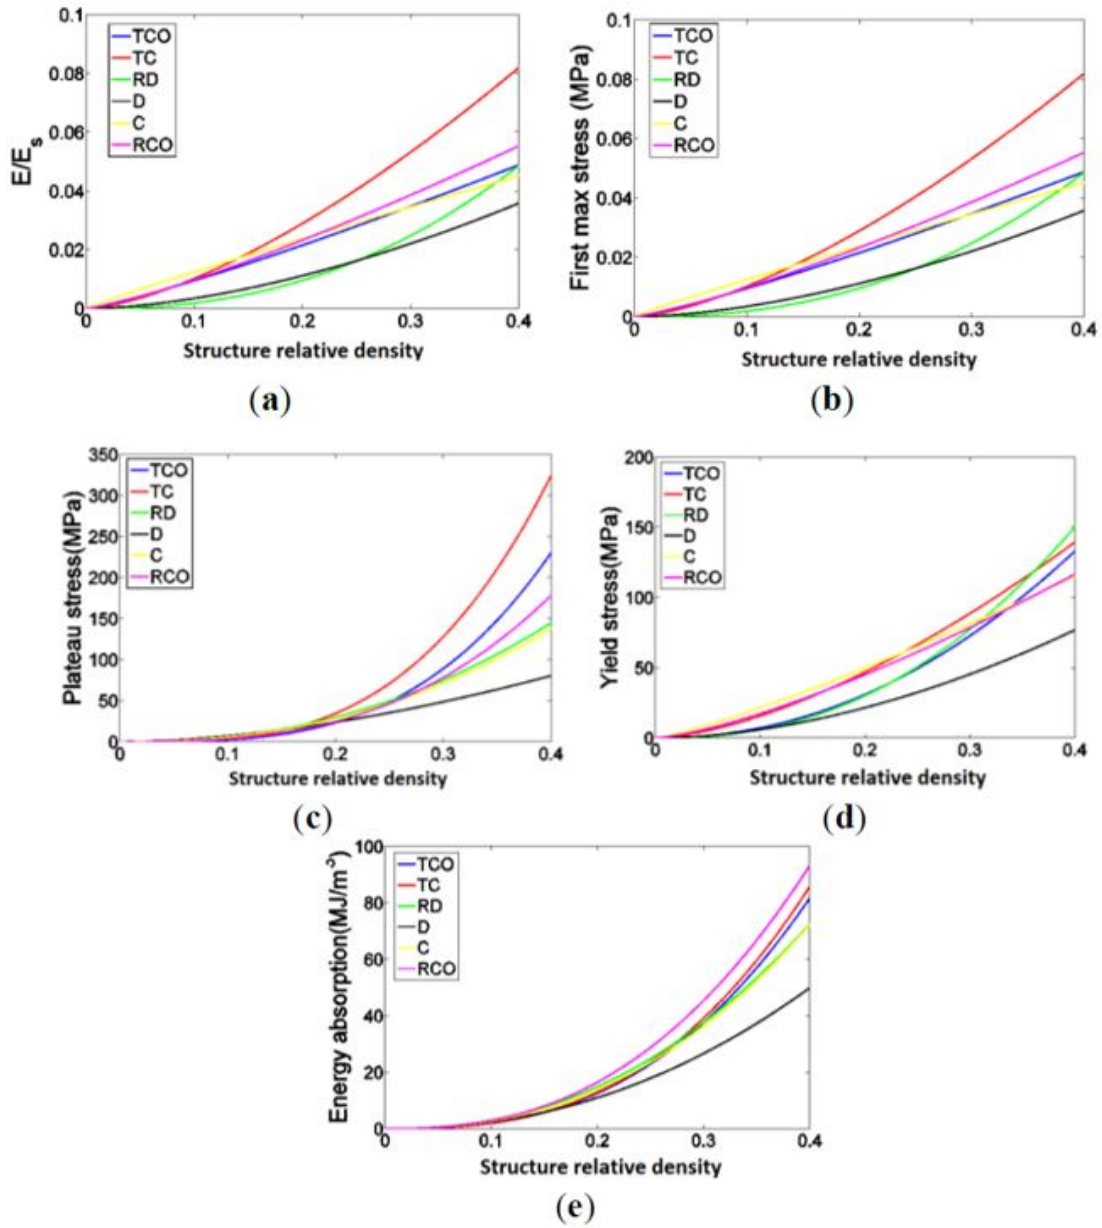 0.1
0.08
0.06
0.04
0.02
0
E/Es
TCO
TC
RD
D
C
RCO
0
0.1
0.2
0.3
0.4
Structure relative density
(a)
0.1
0.08
0.06
0.04
0.02
0
First max stress (MPa)
TCO
TC
RD
D
C
RCO
0
0.1
0.2
0.3
0.4
Structure relative density
(b)
350
300
250
200
150
100
50
0
Plateau stress(MPa)
TCO
TC
RD
D
C
RCO
0
0.1
0.2
0.3
0.4
Structure relative density
(c)
200
150
100
50
0
Yield stress(MPa)
TCO
TC
RD
D
C
RCO
0
0.1
0.2
0.3
0.4
Structure relative density
(d)
100
80
60
40
20
0
Energy absorption(MJ/m³)
TCO
TC
RD
D
C
RCO
0
0.1
0.2
0.3
0.4
Structure relative density
(e)